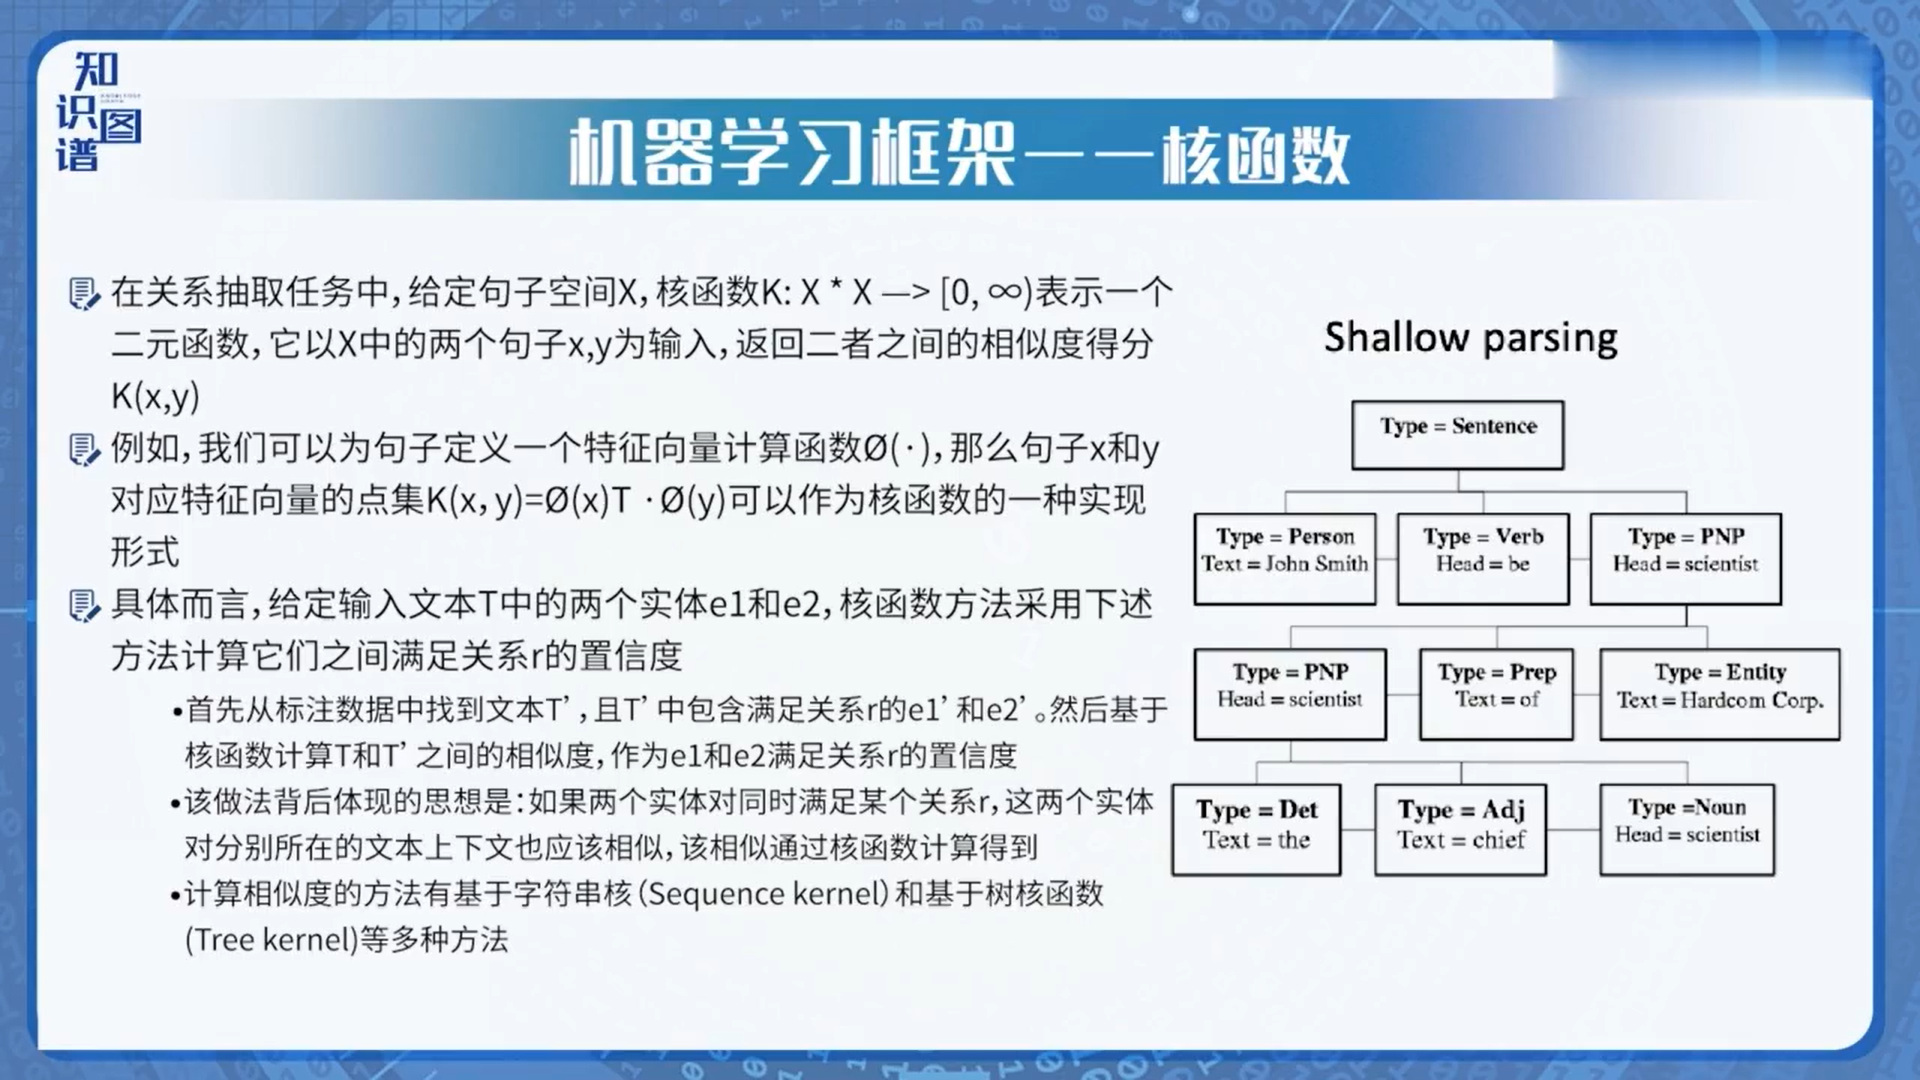 知识图谱
机器学习框架——核函数
在关系抽取任务中，给定句子空间X，核函数K: X * X —> [0, ∞)表示一个
二元函数，它以X中的两个句子x,y为输入，返回二者之间的相似度得分
K(x,y)
例如，我们可以为句子定义一个特征向量计算函数Ø(·)，那么句子x和y
对应特征向量的点集K(x, y)=Ø(x)T ·Ø(y)可以作为核函数的一种实现
形式
具体而言，给定输入文本T中的两个实体e1和e2，核函数方法采用下述
方法计算它们之间满足关系r的置信度
•首先从标注数据中找到文本T’，且T’中包含满足关系r的e1’和e2’。然后基于
核函数计算T和T’之间的相似度，作为e1和e2满足关系r的置信度
•该做法背后体现的思想是：如果两个实体对同时满足某个关系r，这两个实体
对分别所在的文本上下文也应该相似，该相似通过核函数计算得到
•计算相似度的方法有基于字符串核（Sequence kernel）和基于树核函数
(Tree kernel)等多种方法
Shallow parsing
Type = Sentence
Type = Person
Text = John Smith
Type = Verb
Head = be
Type = PNP
Head = scientist
Type = PNP
Head = scientist
Type = Prep
Text = of
Type = Entity
Text = Hardcom Corp.
Type = Det
Text = the
Type = Adj
Text = chief
Type =Noun
Head = scientist